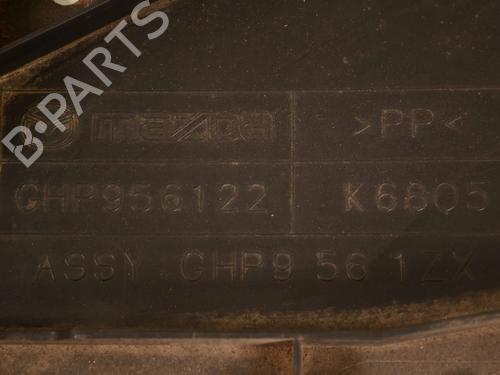 B-PARTS
mazda >PP<
GHP956122 K6805
ASSY GHP9 56 1ZX